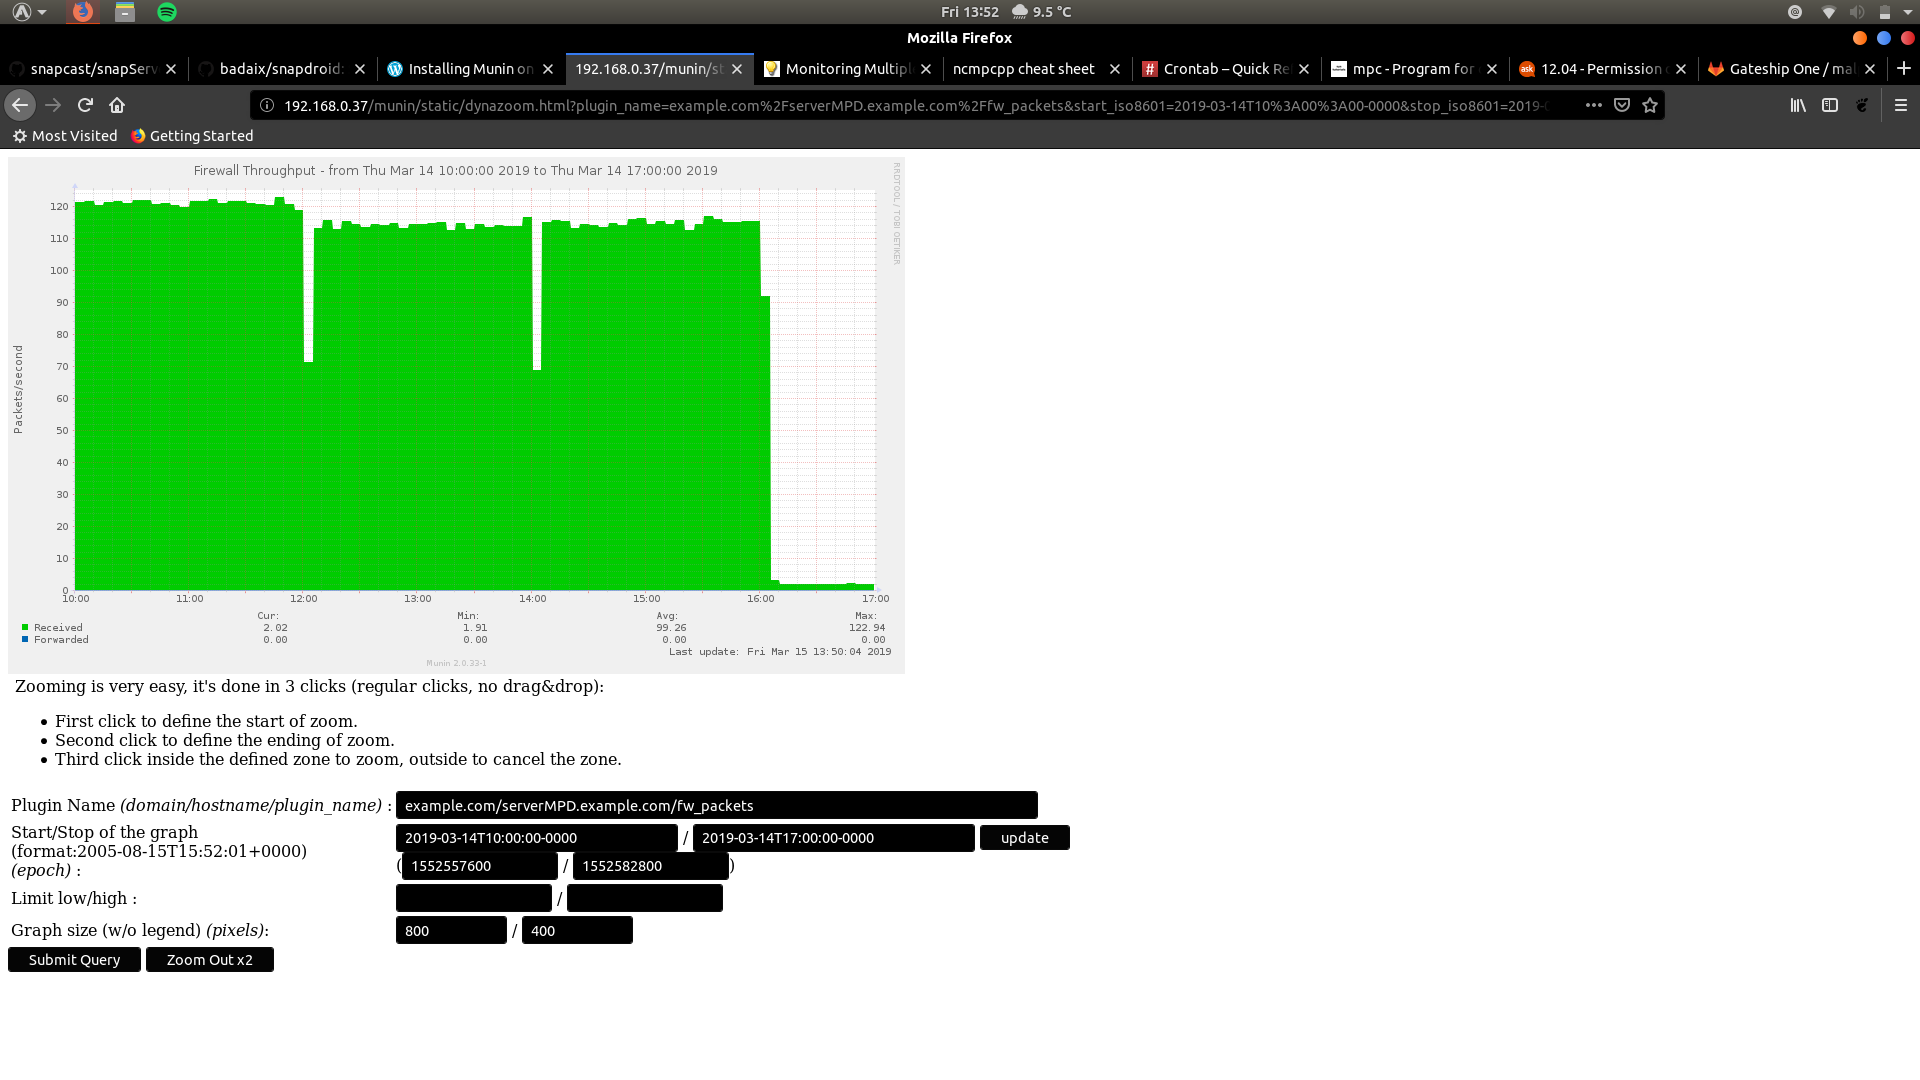 Fri 13:52 9.5 °C
Mozilla Firefox
snapcast/snapServ
badaix/snapdroid:
Installing Munin on
192.168.0.37/munin/st
Monitoring Multipl
ncmpcpp cheat sheet
Crontab – Quick Re
mpc - Program for
12.04 - Permission
Gateship One / mal
192.168.0.37/munin/static/dynazoom.html?plugin_name=example.com%2FserverMPD.example.com%2Ffw_packets&start_iso8601=2019-03-14T10%3A00%3A00-0000&stop_iso8601=2019-0
Most Visited Getting Started
Firewall Throughput - from Thu Mar 14 10:00:00 2019 to Thu Mar 14 17:00:00 2019
RRDTOOL / TOBI OETIKER
Packets/second
120
110
100
90
80
70
60
50
40
30
20
10
0
10:00 11:00 12:00 13:00 14:00 15:00 16:00 17:00
Cur: Min: Avg: Max:
Received 2.02 1.91 99.26 122.94
Forwarded 0.00 0.00 0.00 0.00
Last update: Fri Mar 15 13:50:04 2019
Munin 2.0.33-1
Zooming is very easy, it's done in 3 clicks (regular clicks, no drag&drop):
• First click to define the start of zoom.
• Second click to define the ending of zoom.
• Third click inside the defined zone to zoom, outside to cancel the zone.
Plugin Name (domain/hostname/plugin_name) : example.com/serverMPD.example.com/fw_packets
Start/Stop of the graph
(format:2005-08-15T15:52:01+0000)
(epoch) :
2019-03-14T10:00:00-0000 / 2019-03-14T17:00:00-0000 update
(1552557600 / 1552582800)
Limit low/high : /
Graph size (w/o legend) (pixels): 800 / 400
Submit Query Zoom Out x2